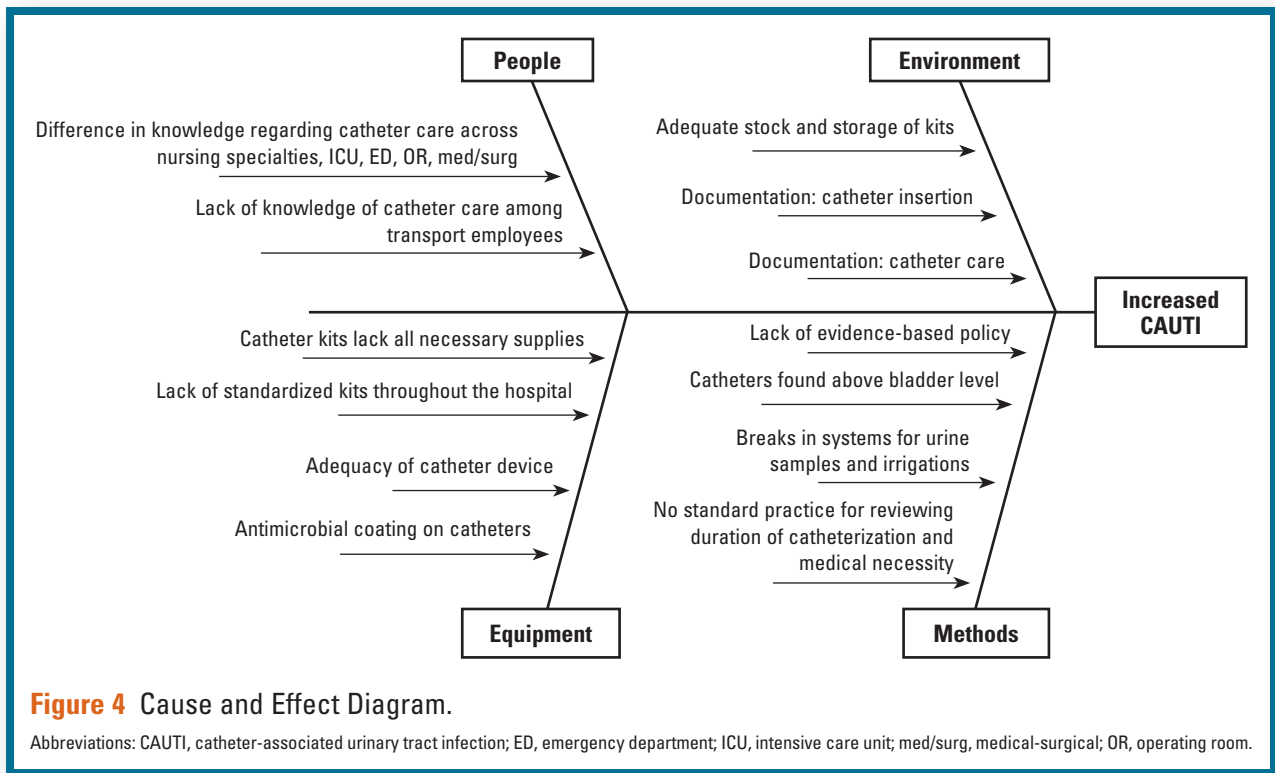 People
Environment
Difference in knowledge regarding catheter care across
nursing specialties, ICU, ED, OR, med/surg
Lack of knowledge of catheter care among
transport employees
Adequate stock and storage of kits
Documentation: catheter insertion
Documentation: catheter care
Increased
CAUTI
Catheter kits lack all necessary supplies
Lack of standardized kits throughout the hospital
Adequacy of catheter device
Antimicrobial coating on catheters
Lack of evidence-based policy
Catheters found above bladder level
Breaks in systems for urine
samples and irrigations
No standard practice for reviewing
duration of catheterization and
medical necessity
Equipment
Methods
Figure 4 Cause and Effect Diagram.
Abbreviations: CAUTI, catheter-associated urinary tract infection; ED, emergency department; ICU, intensive care unit; med/surg, medical-surgical; OR, operating room.